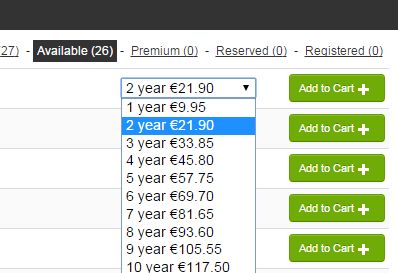 (27) - Available (26) - Premium (0) - Reserved (0) - Registered (0)
2 year €21.90 Add to Cart +
1 year €9.95
2 year €21.90 Add to Cart +
3 year €33.85
4 year €45.80 Add to Cart +
5 year €57.75
6 year €69.70 Add to Cart +
7 year €81.65
8 year €93.60 Add to Cart +
9 year €105.55
10 year €117.50